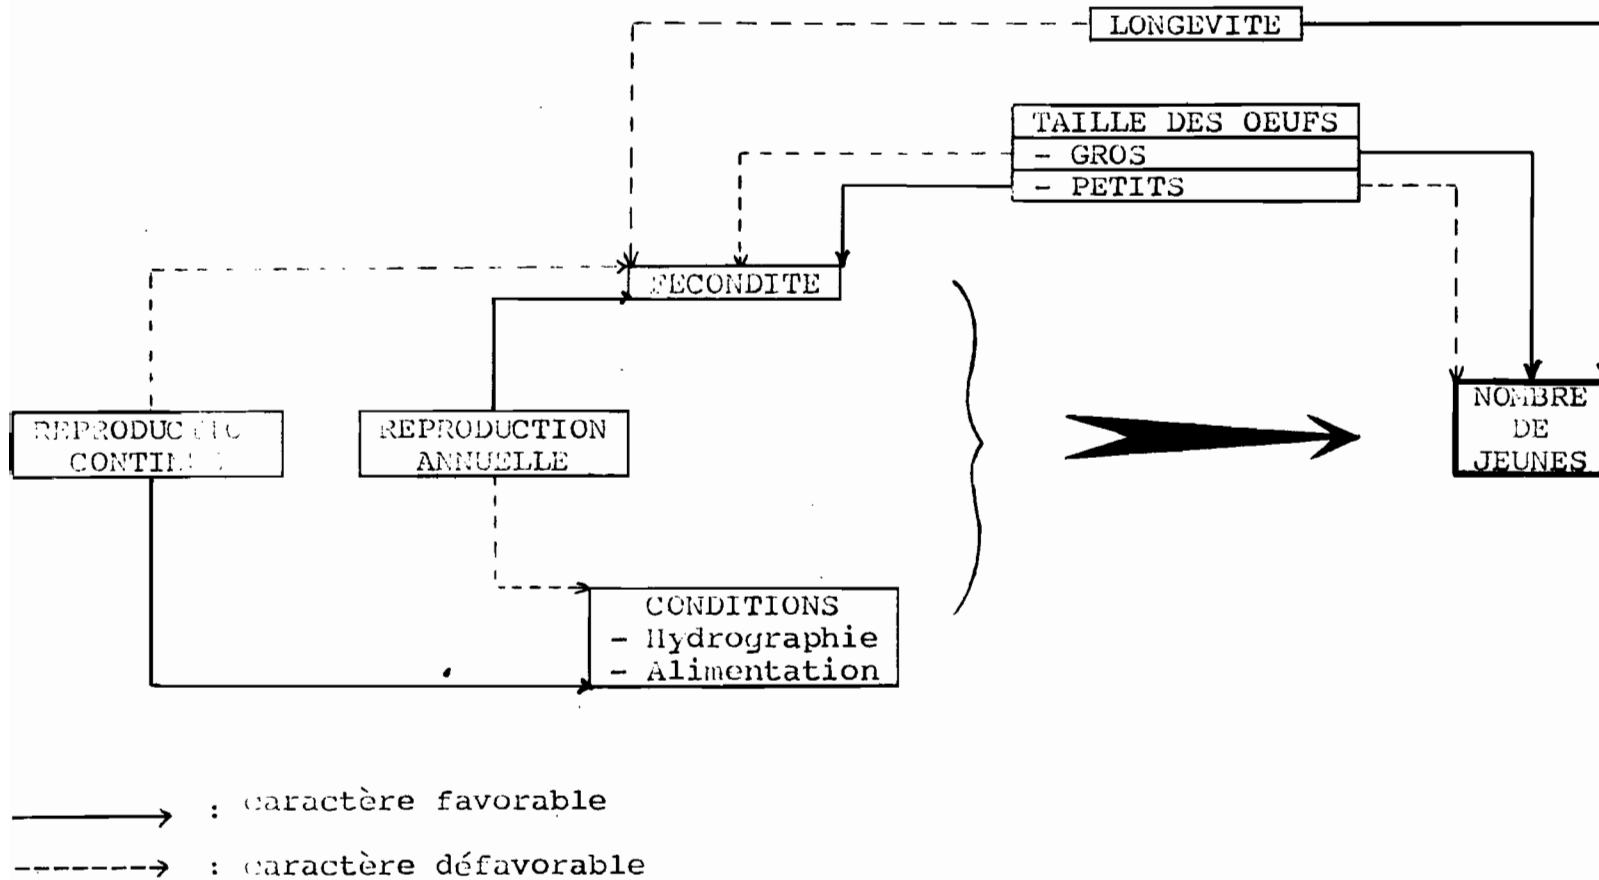 LONGEVITE
TAILLE DES OEUFS
- GROS
- PETITS
FECONDITE
REPRODUCTION
ANNUELLE
NOMBRE
DE
JEUNES
CONDITIONS
- Hydrographie
- Alimentation
: caractère favorable
: caractère défavorable